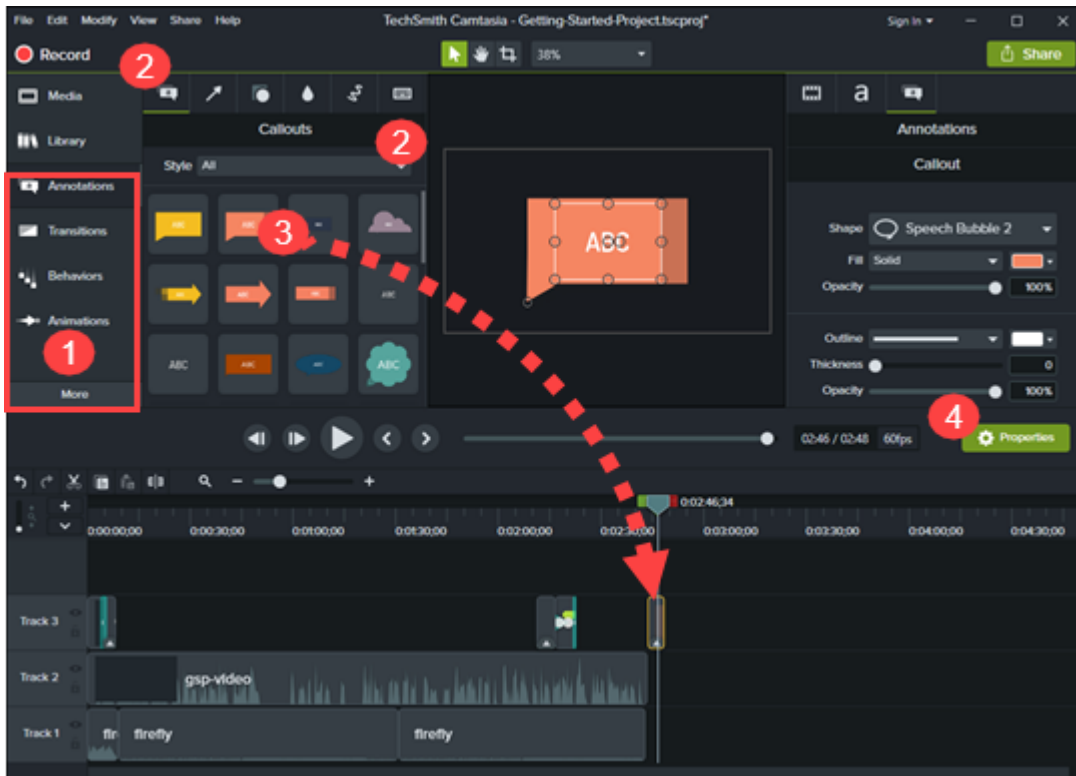 File Edit Modify View Share Help
TechSmith Camtasia - Getting-Started-Project.tscproj*
Sign In
Record
38%
Share
2
Media
Library
Annotations
Transitions
Behaviors
Animations
1
More
Callouts
2
Style All
ABC
ABC
3
ABC
ABC
ABC
ABC
ABC
ABC
ABC
a
Annotations
Callout
Shape Speech Bubble 2
Fill Solid
Opacity 100%
Outline
Thickness 0
Opacity 100%
4
02:46 / 02:48 60fps
Properties
0:02:46;34
0:00:00;00 0:00:30;00 0:01:00;00 0:01:30;00 0:02:00;00 0:02:30;00 0:03:00;00 0:03:30;00 0:04:00;00 0:04:30;00
Track 3
Track 2
gsp-video
Track 1
firefly
firefly